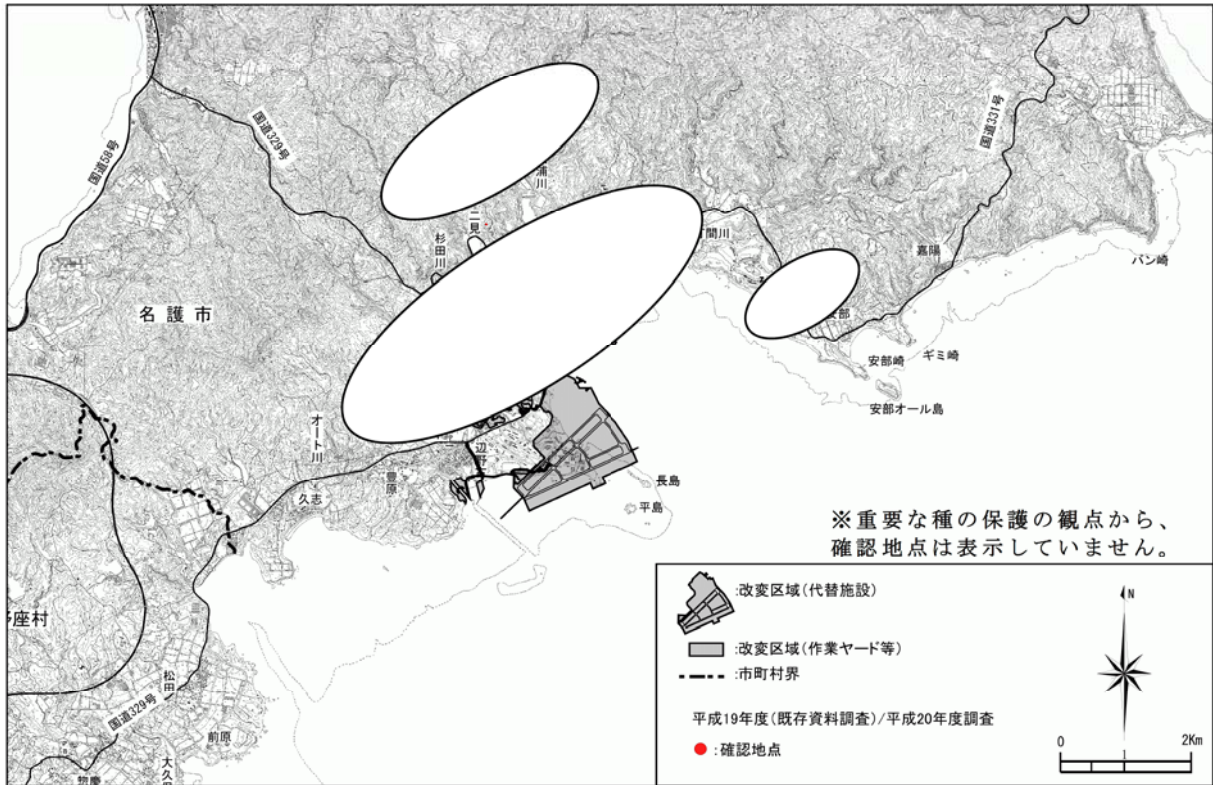 国道58号
国道329号
国道331号
浦川
二見
杉田川
間川
嘉陽
バン崎
名護市
安部
安部崎
ギミ崎
安部オール島
オート川
辺野
豊原
久志
長島
平島
※重要な種の保護の観点から、
確認地点は表示していません。
座村
松田
国道329号
前原
大久保
惣慶
:改変区域(代替施設)
:改変区域(作業ヤード等)
:市町村界
平成19年度(既存資料調査)/平成20年度調査
:確認地点
N
0 1 2Km